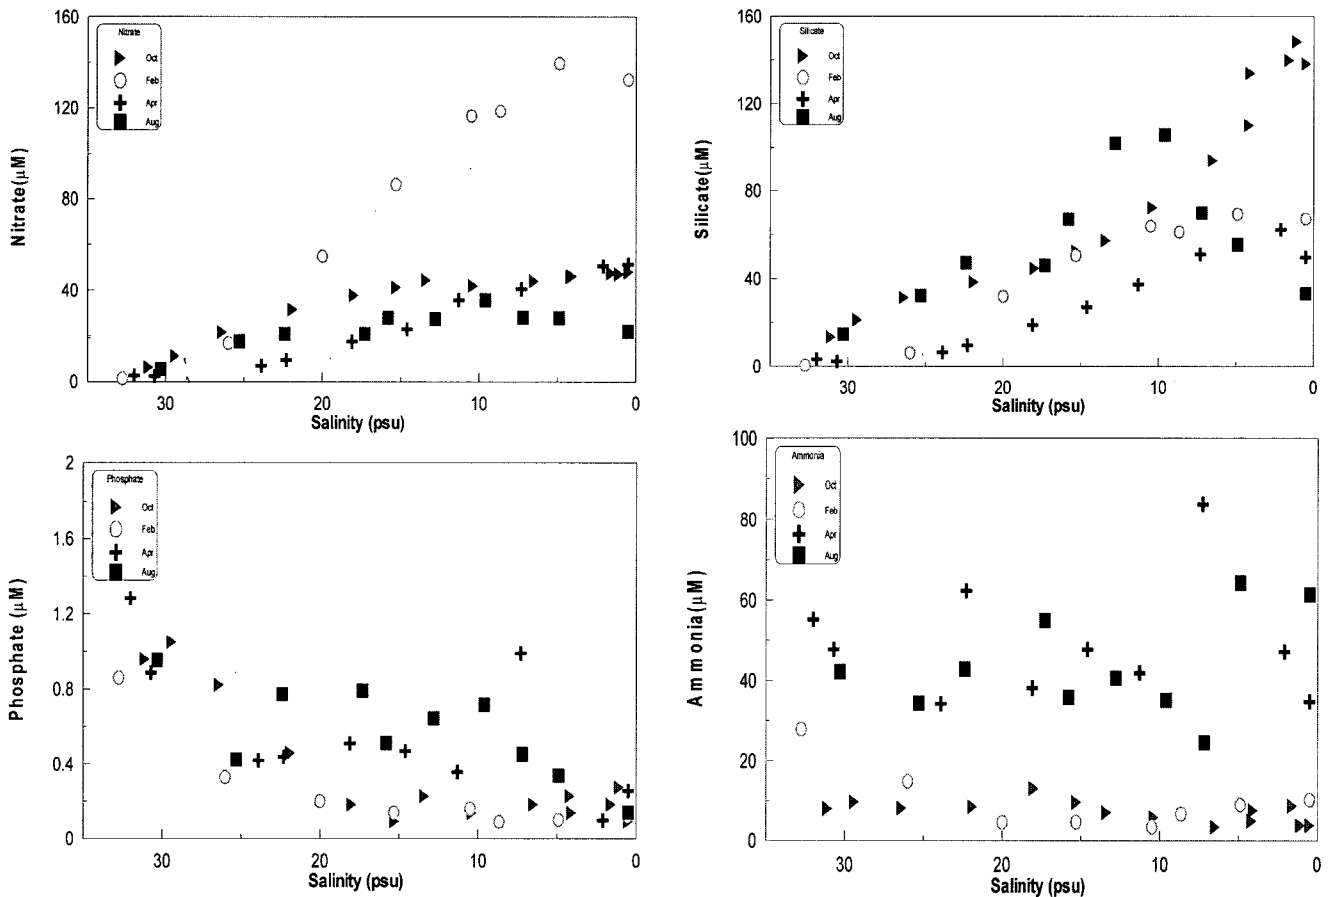 160
120
80
40
0
Nitrate(μM)
Nitrate
Oct
Feb
Apr
Aug
30
20
10
0
Salinity (psu)
160
120
80
40
0
Silicate(μM)
Silicate
Oct
Feb
Apr
Aug
30
20
10
0
Salinity (psu)
2
1.6
1.2
0.8
0.4
0
Phosphate (μM)
Phosphate
Oct
Feb
Apr
Aug
30
20
10
0
Salinity (psu)
100
80
60
40
20
0
Ammonia(μM)
Ammonia
Oct
Feb
Apr
Aug
30
20
10
0
Salinity (psu)